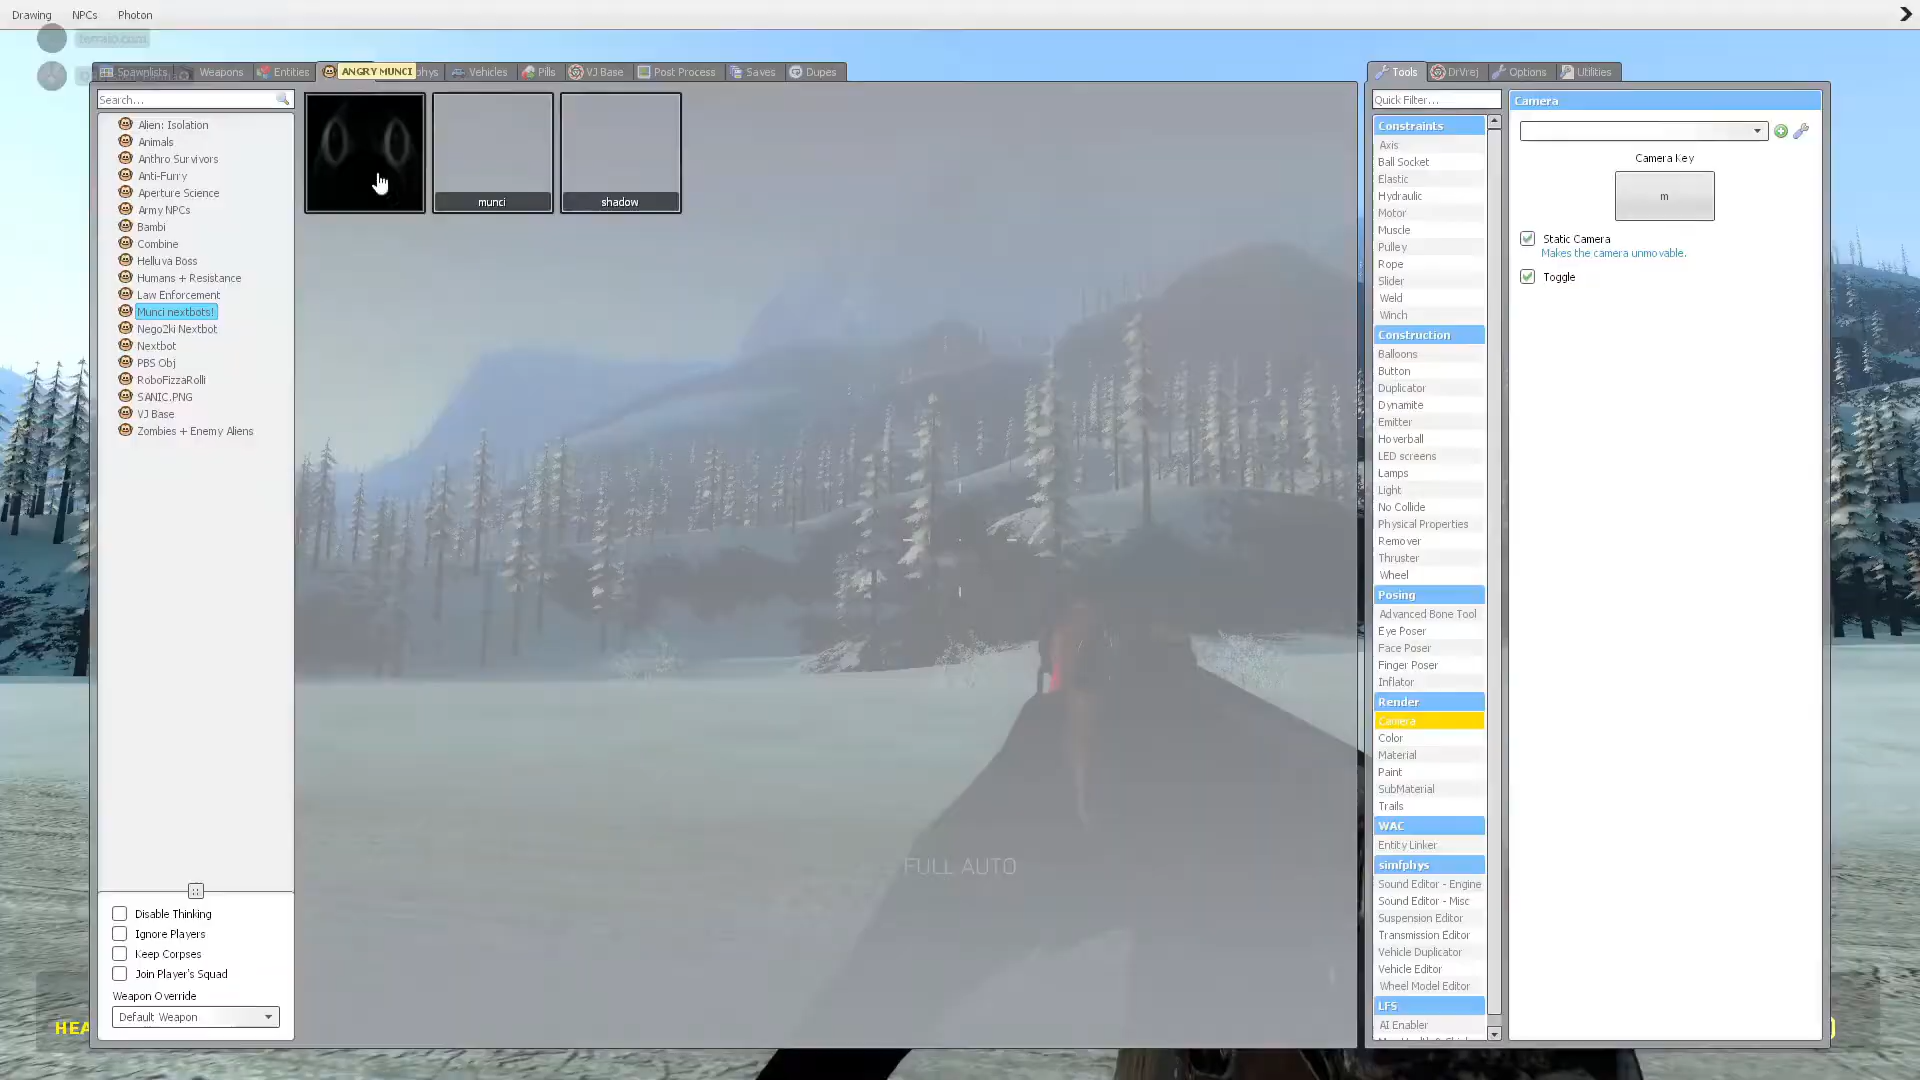 Drawing NPCs Photon
Spawnlists Weapons Entities ANGRY MUNCI hys Vehicles Pills VJ Base Post Process Saves Dupes
Search...
Alien: Isolation
Animals
Anthro Survivors
Anti-Furry
Aperture Science
Army NPCs
Bambi
Combine
Helluva Boss
Humans + Resistance
Law Enforcement
Munci nextbots!
Nego2ki Nextbot
Nextbot
PBS Obj
RoboFizzaRolli
SANIC.PNG
VJ Base
Zombies + Enemy Aliens
Disable Thinking
Ignore Players
Keep Corpses
Join Player's Squad
Weapon Override
Default Weapon
HEA
munci
shadow
FULL AUTO
Tools DrVrej Options Utilities
Quick Filter...
Constraints
Axis
Ball Socket
Elastic
Hydraulic
Motor
Muscle
Pulley
Rope
Slider
Weld
Winch
Construction
Balloons
Button
Duplicator
Dynamite
Emitter
Hoverball
LED screens
Lamps
Light
No Collide
Physical Properties
Remover
Thruster
Wheel
Posing
Advanced Bone Tool
Eye Poser
Face Poser
Finger Poser
Inflator
Render
Camera
Color
Material
Paint
SubMaterial
Trails
WAC
Entity Linker
simfphys
Sound Editor - Engine
Sound Editor - Misc
Suspension Editor
Transmission Editor
Vehicle Duplicator
Vehicle Editor
Wheel Model Editor
LFS
AI Enabler
Camera
Camera Key
m
Static Camera
Makes the camera unmovable.
Toggle